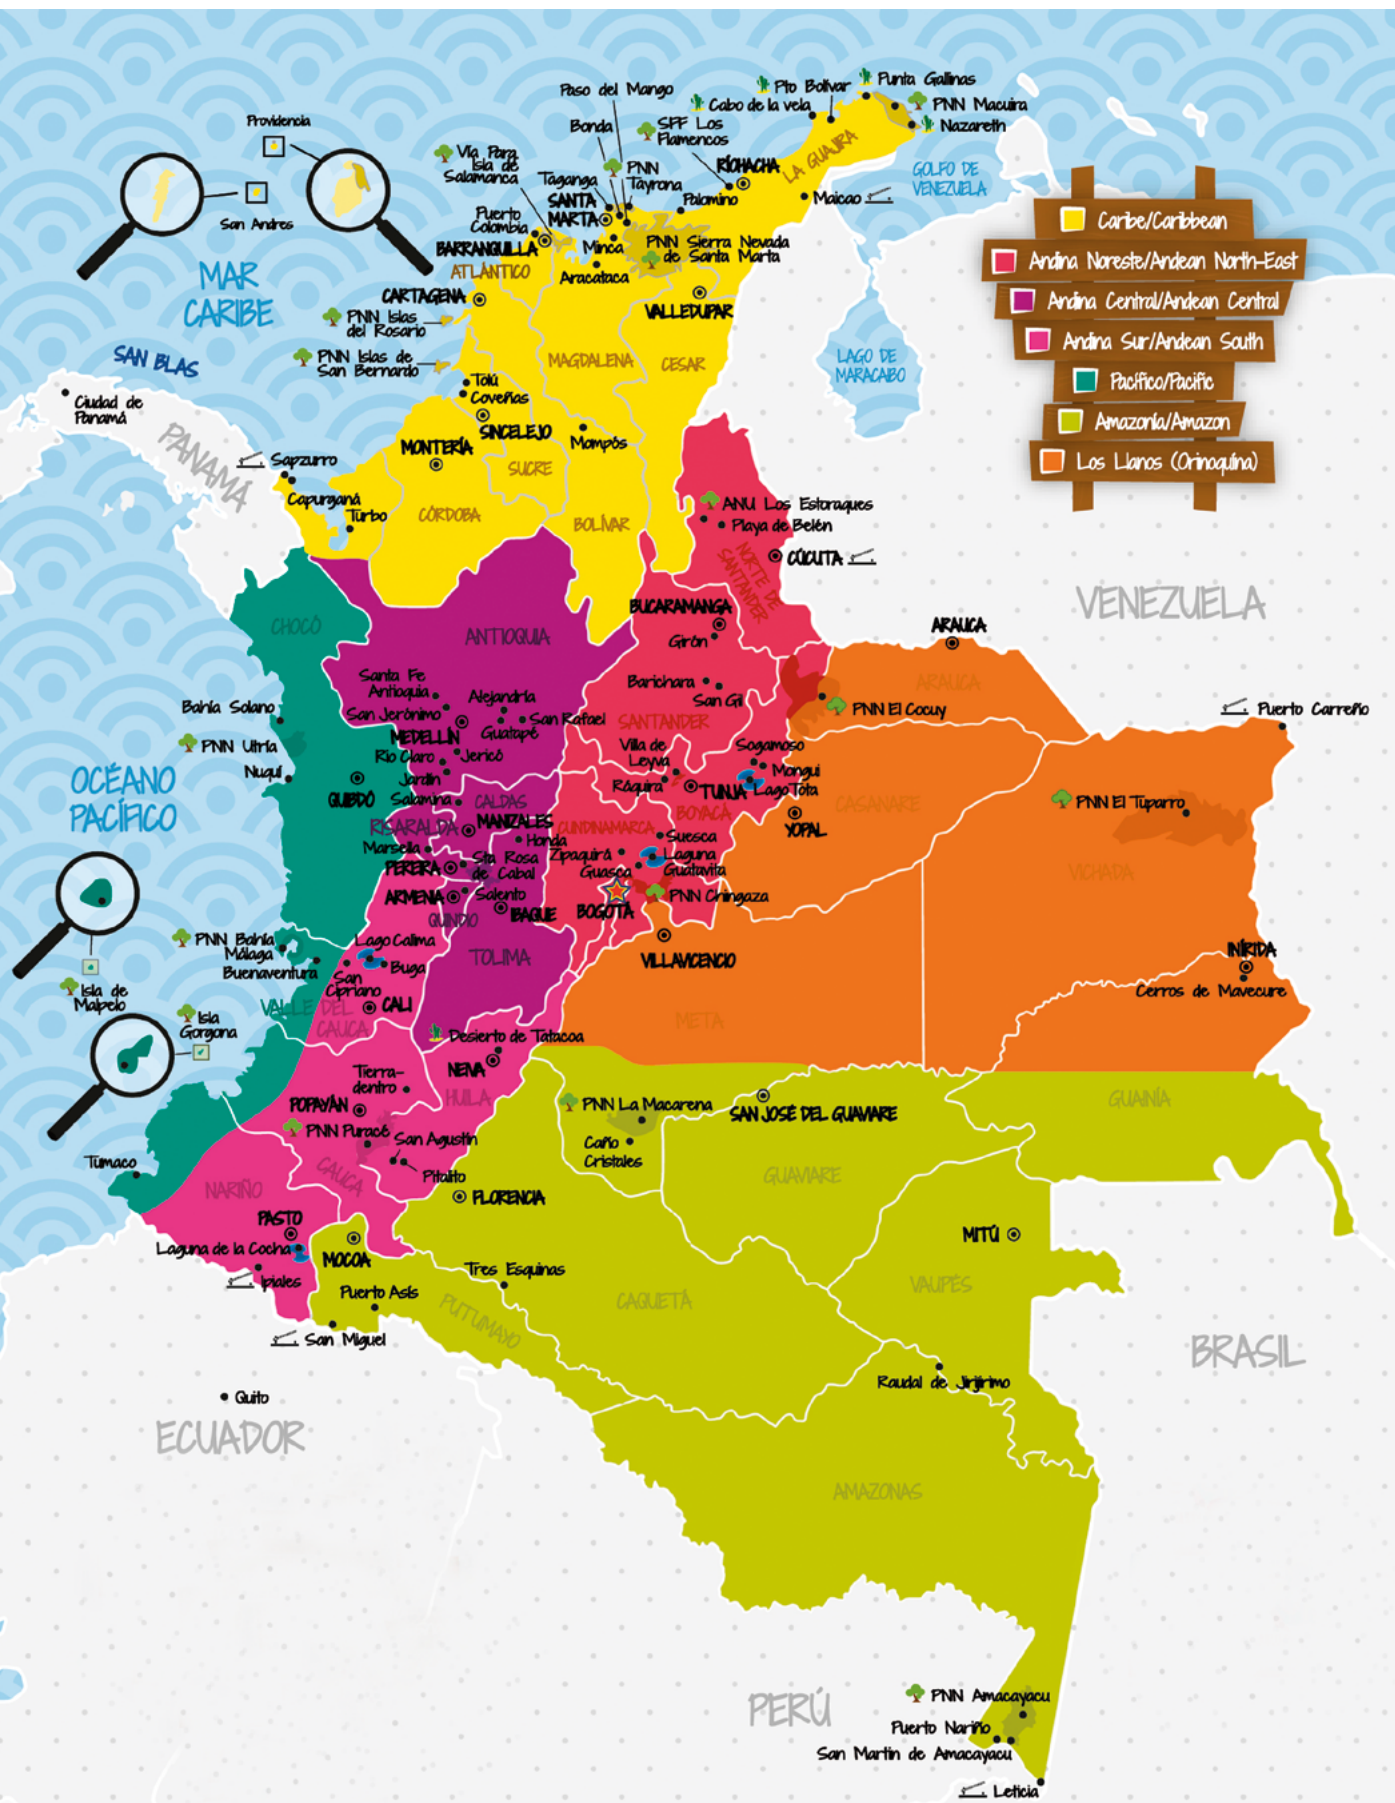 Paso del Mango
Pto Bolívar
Punta Gallinas
Cabo de la vela
PNN Macuira
Nazareth
Providencia
Bonda
SFF Los
Flamencos
Vía Para
Isla de
Salamanca
PNN
Tayrona
RÍOHACHA
LA GUAJIRA
GOLFO DE
VENEZUELA
Taganga
SANTA
MARTA
Palomino
Maicao
San Andres
Puerto
Colombia
BARRANQUILLA
Minca
PNN Sierra Nevada
de Santa Marta
ATLÁNTICO
Aracataca
MAR
CARIBE
CARTAGENA
VALLEDUPAR
PNN Islas
del Rosario
PNN Islas de
San Bernardo
MAGDALENA
CESAR
LAGO DE
MARACAIBO
SAN BLAS
Tolú
Coveñas
Ciudad de
Panamá
PANAMÁ
SINCELEJO
Mompós
MONTERÍA
SUCRE
Sapzurro
Capurganá
Turbo
CÓRDOBA
BOLÍVAR
Caribe/Caribbean
Andina Noreste/Andean North-East
Andina Central/Andean Central
Andina Sur/Andean South
Pacífico/Pacific
Amazonía/Amazon
Los Llanos (Orinoquína)
ANU Los Estoraques
Playa de Belén
CÚCUTA
NORTE DE
SANTANDER
VENEZUELA
BUCARAMANGA
Girón
ARAUCA
CHOCÓ
ANTIOQUIA
Santa Fe
Antioquia
Alejandría
Barichara
San Gil
ARAUCA
Bahía Solano
San Jerónimo
San Rafael
Guatapé
SANTANDER
PNN El Cocuy
Puerto Carreño
PNN Utría
MEDELLÍN
Río Claro
Jericó
Villa de
Leyva
Sogamoso
Mongui
Nuquí
Jardín
Ráquira
TUNJA
Lago Tota
OCÉANO
PACÍFICO
QUIBDÓ
Salamina
CALDAS
BOYACÁ
CASANARE
PNN El Tuparro
RISARALDA
MANIZALES
CUNDINAMARCA
YOPAL
Marsella
Honda
Suesca
PERERA
Sta Rosa
de Cabal
Zipaquirá
Laguna
Guatavita
Guasca
VICHADA
ARMENIA
Salento
PNN Chingaza
QUINDÍO
IBAGUE
BOGOTÁ
PNN Bahía
Málaga
Lago Calima
VILLAVICENCIO
INÍRIDA
Buenaventura
Buga
TOLIMA
San
Cipriano
Cerros de Mavecure
Isla de
Malpelo
CALI
VALLE DEL
CAUCA
META
Isla
Gorgona
Desierto de Tatacoa
NEIVA
Tierra-
dentro
HUILA
POPAYÁN
PNN La Macarena
SAN JOSÉ DEL GUAVIARE
GUAINÍA
PNN Puracé
San Agustín
Caño
Cristales
Tumaco
CAUCA
Pitalito
GUAVIARE
NARIÑO
FLORENCIA
PASTO
MITÚ
Laguna de la Cocha
MOCOA
Ipiales
Tres Esquinas
VAUPÉS
Puerto Asís
PUTUMAYO
CAQUETÁ
San Miguel
BRASIL
Raudal de Jirijirimo
Quito
ECUADOR
AMAZONAS
PERÚ
PNN Amacayacu
Puerto Nariño
San Martin de Amacayacu
Leticia